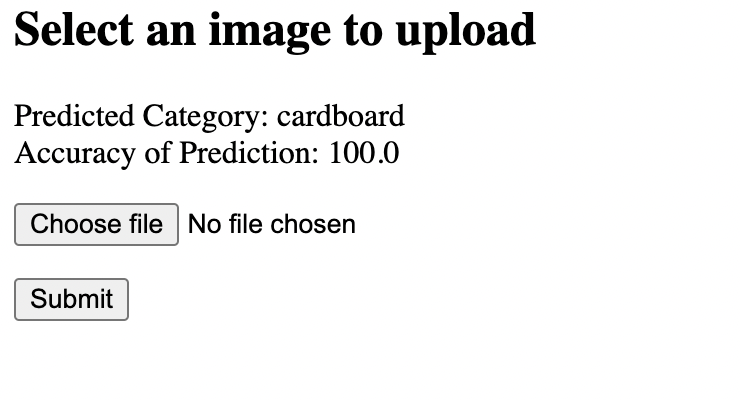 Select an image to upload
Predicted Category: cardboard
Accuracy of Prediction: 100.0
Choose file No file chosen
Submit